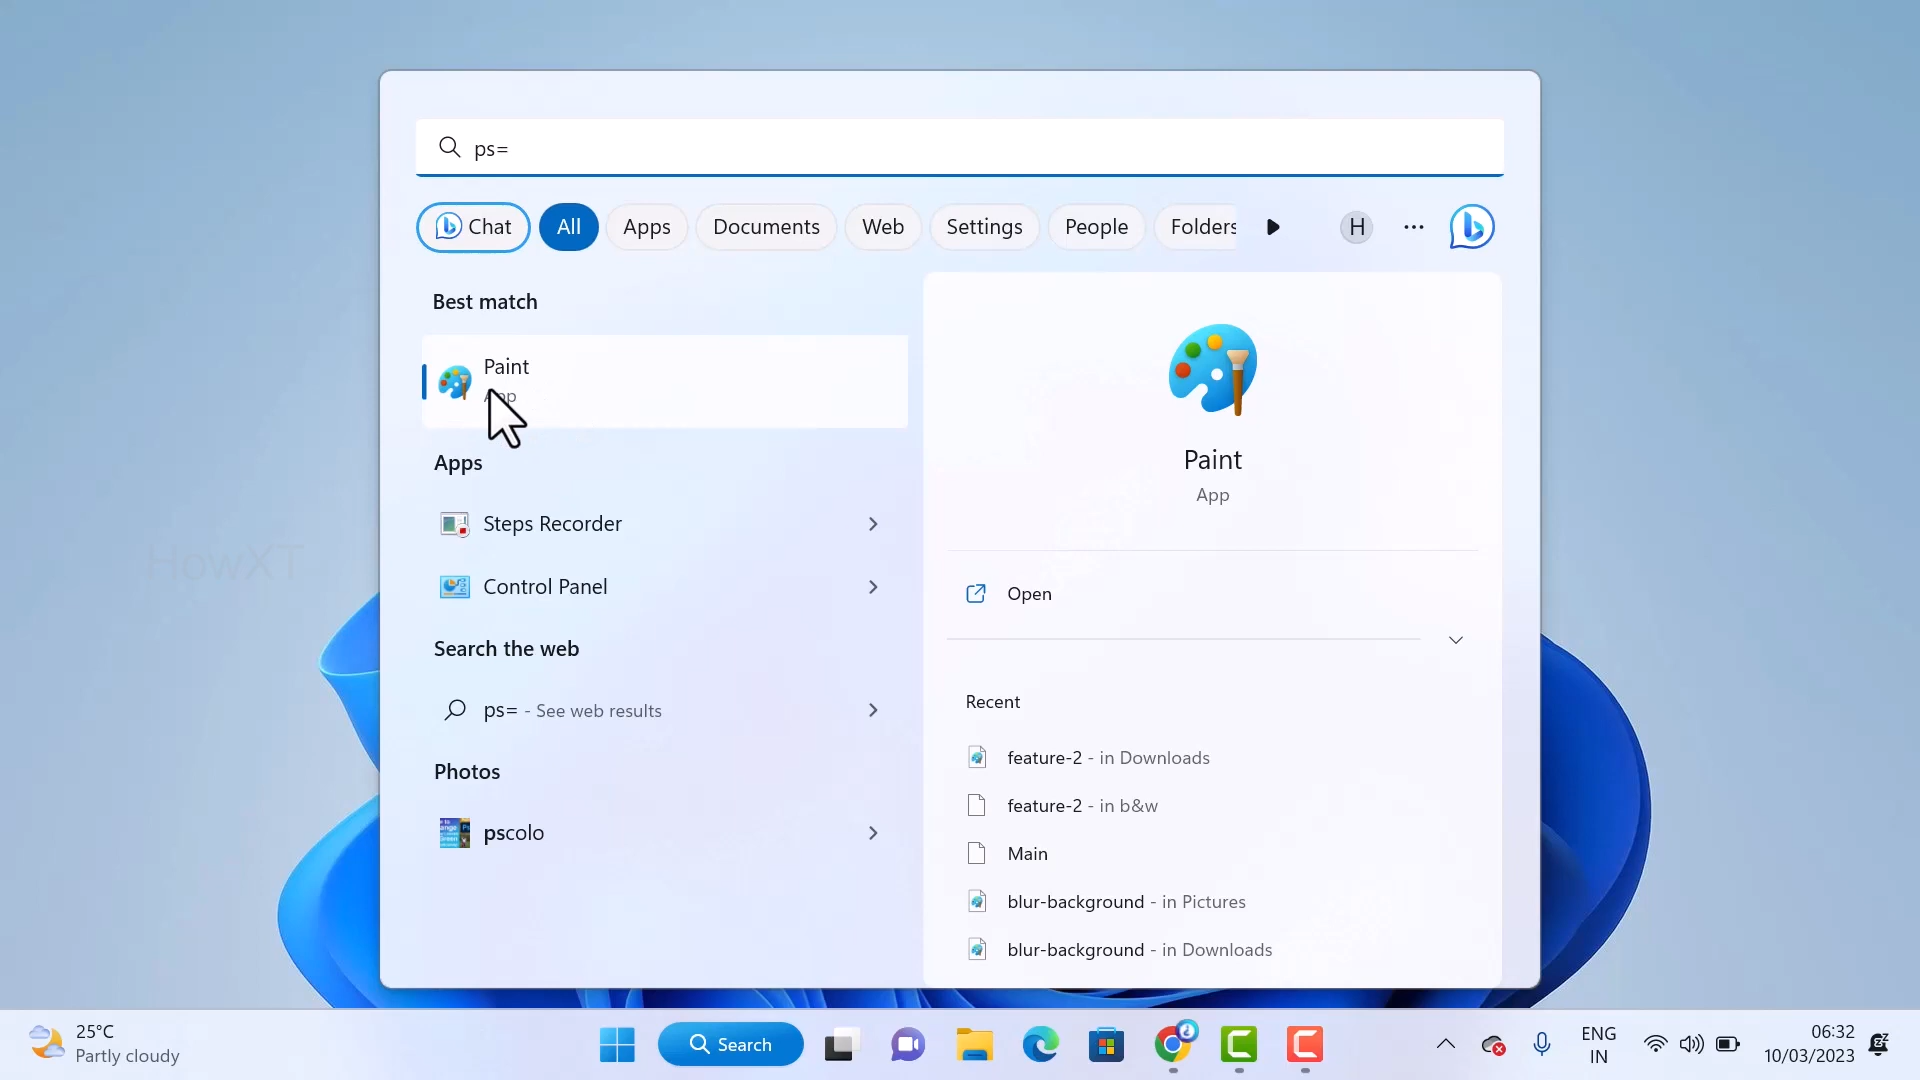 ps=
Chat All Apps Documents Web Settings People Folders H
Best match
Paint
App
Apps
Steps Recorder
Control Panel
Search the web
ps= - See web results
Photos
pscolo
Paint
App
Open
Recent
feature-2 - in Downloads
feature-2 - in b&w
Main
blur-background - in Pictures
blur-background - in Downloads
HowXT
25°C
Partly cloudy
Search
ENG
IN
06:32
10/03/2023